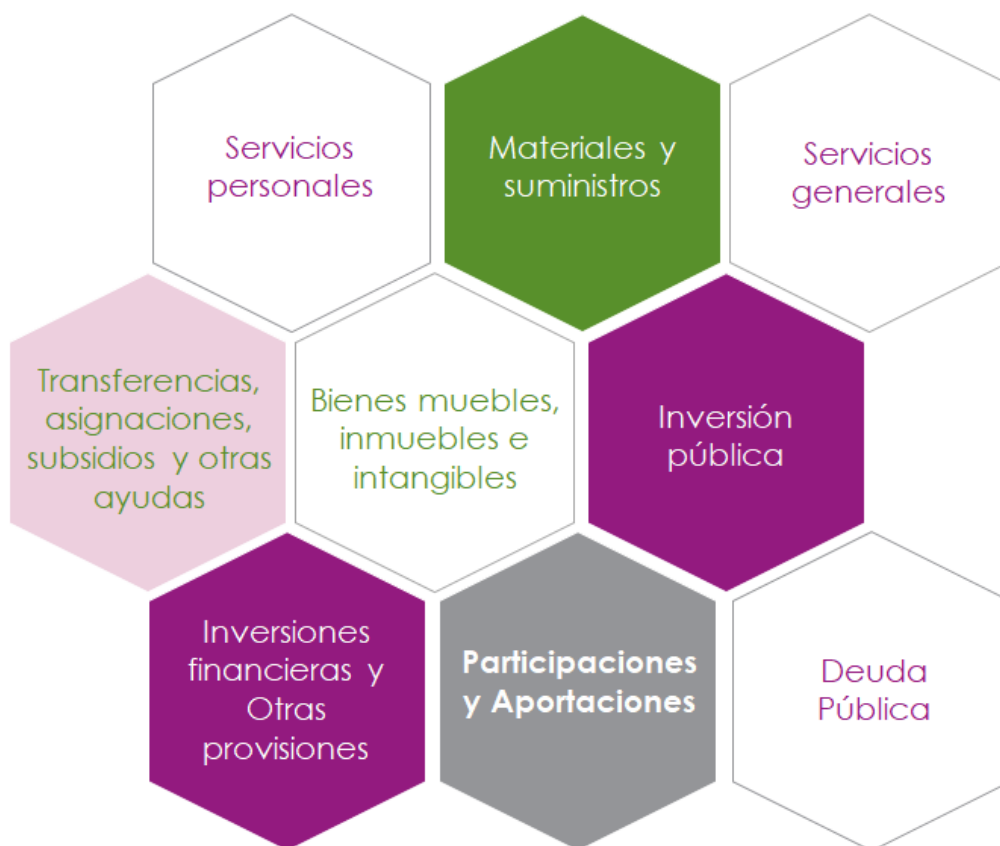 Servicios
personales
Materiales y
suministros
Servicios
generales
Transferencias,
asignaciones,
subsidios y otras
ayudas
Bienes muebles,
inmuebles e
intangibles
Inversión
pública
Inversiones
financieras y
Otras
provisiones
Participaciones
y Aportaciones
Deuda
Pública